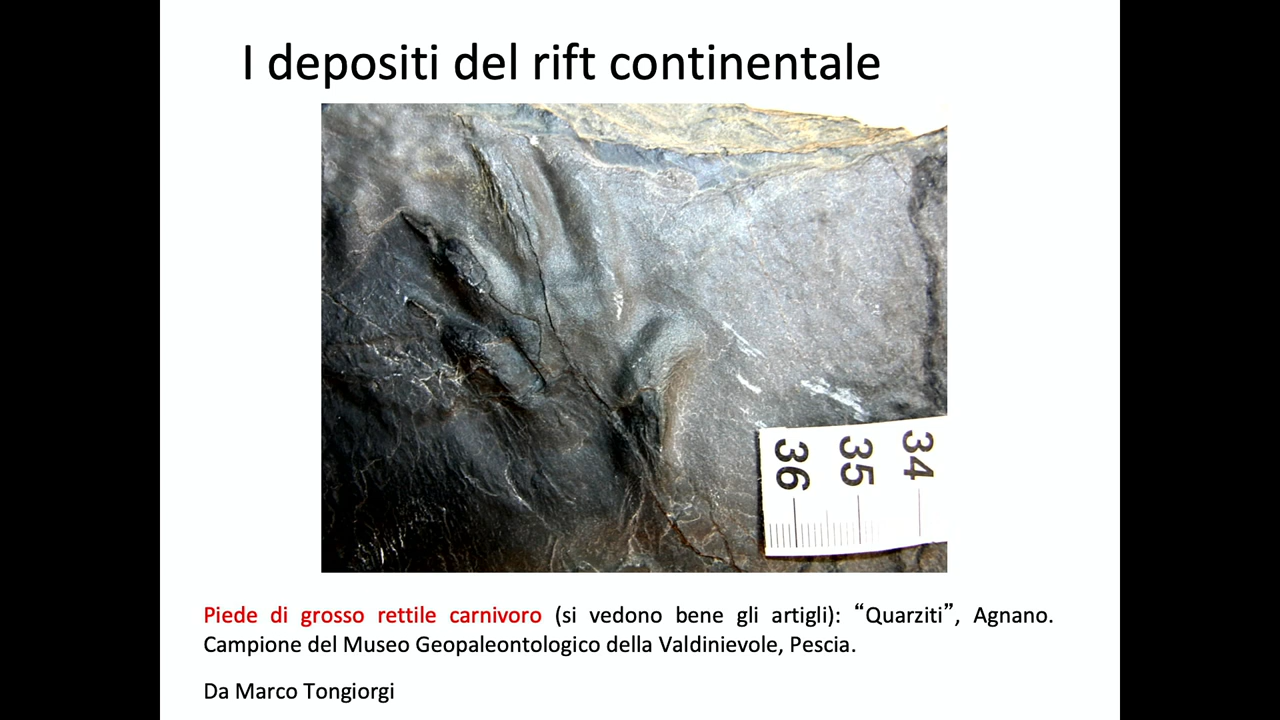 I depositi del rift continentale
36 35 34
Piede di grosso rettile carnivoro (si vedono bene gli artigli): “Quarziti”, Agnano.
Campione del Museo Geopaleontologico della Valdinievole, Pescia.
Da Marco Tongiorgi